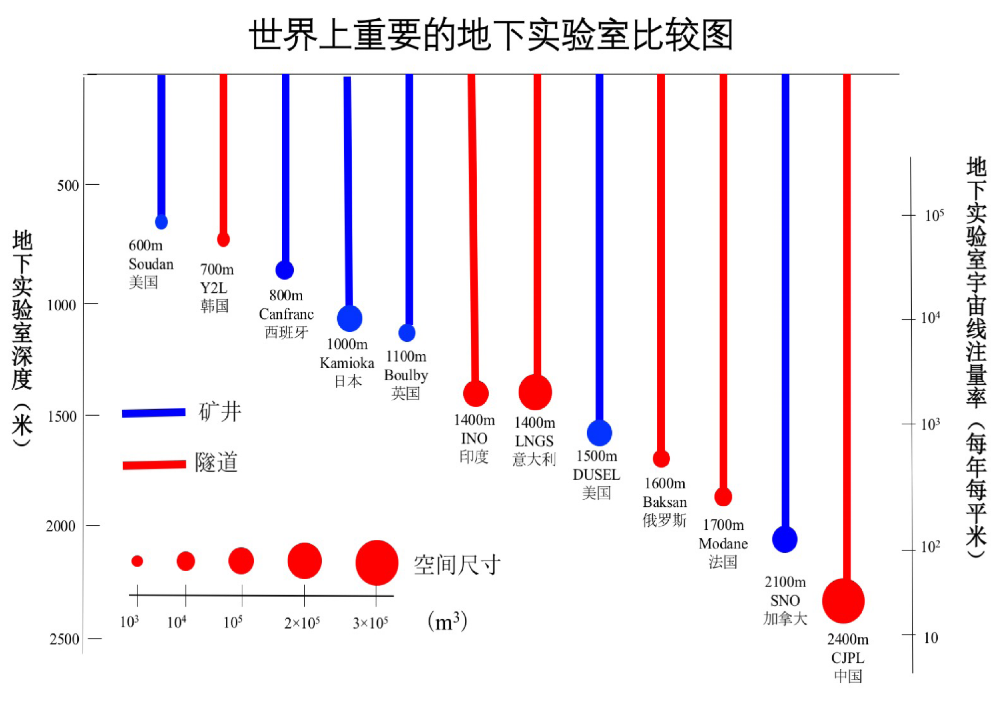 世界上重要的地下实验室比较图
地下实验室深度（米）
500
1000
1500
2000
2500
600m
Soudan
美国
700m
Y2L
韩国
800m
Canfranc
西班牙
1000m
Kamioka
日本
1100m
Boulby
英国
1400m
INO
印度
1400m
LNGS
意大利
1500m
DUSEL
美国
1600m
Baksan
俄罗斯
1700m
Modane
法国
2100m
SNO
加拿大
2400m
CJPL
中国
矿井
隧道
空间尺寸
10³
10⁴
10⁵
2×10⁵
3×10⁵
(m³)
10⁵
10⁴
10³
10²
10
地下实验室宇宙线注量率（每年每平米）